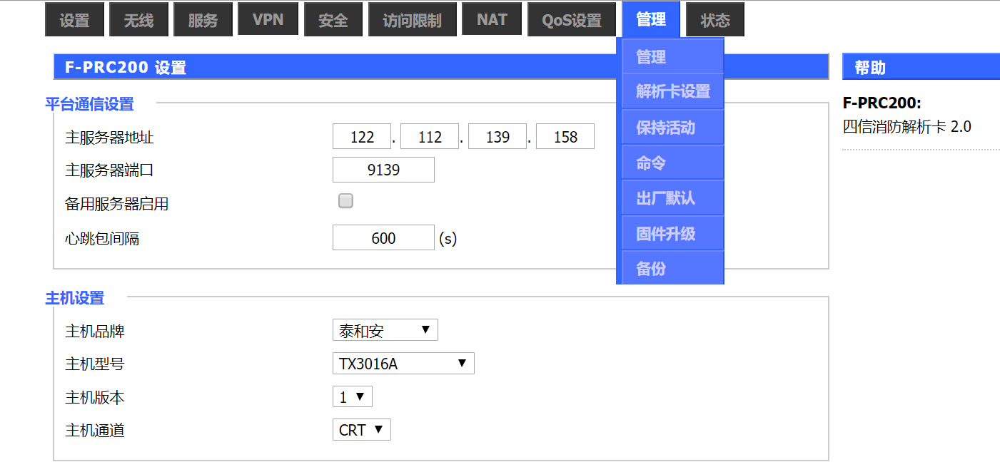 设置 无线 服务 VPN 安全 访问限制 NAT QoS设置 管理 状态
管理
解析卡设置
保持活动
命令
出厂默认
固件升级
备份
F-PRC200 设置
平台通信设置
主服务器地址 122 . 112 . 139 . 158
主服务器端口 9139
备用服务器启用
心跳包间隔 600 (s)
主机设置
主机品牌 泰和安
主机型号 TX3016A
主机版本 1
主机通道 CRT
帮助
F-PRC200:
四信消防解析卡 2.0